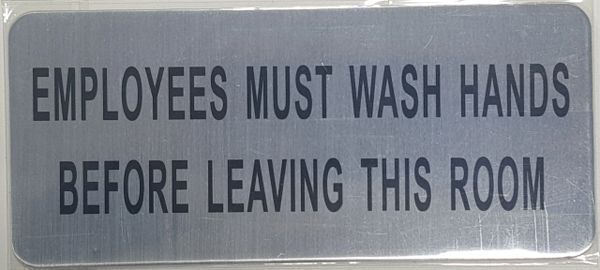 EMPLOYEES MUST WASH HANDS
BEFORE LEAVING THIS ROOM